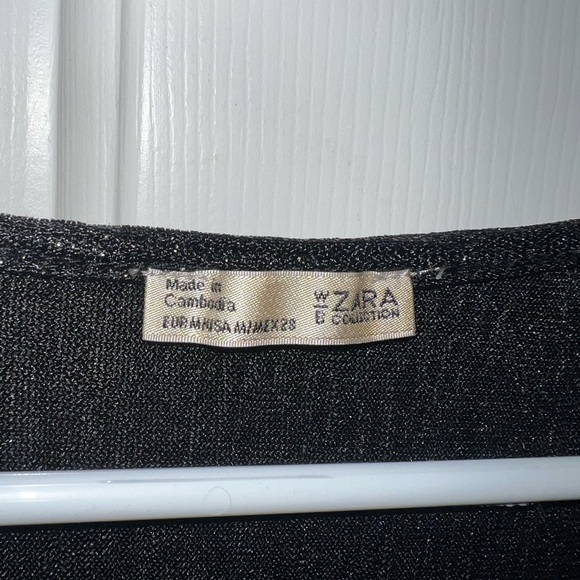 Made in
Cambodia
EUR M/USA M/MEX 28
W ZARA
B COLLECTION